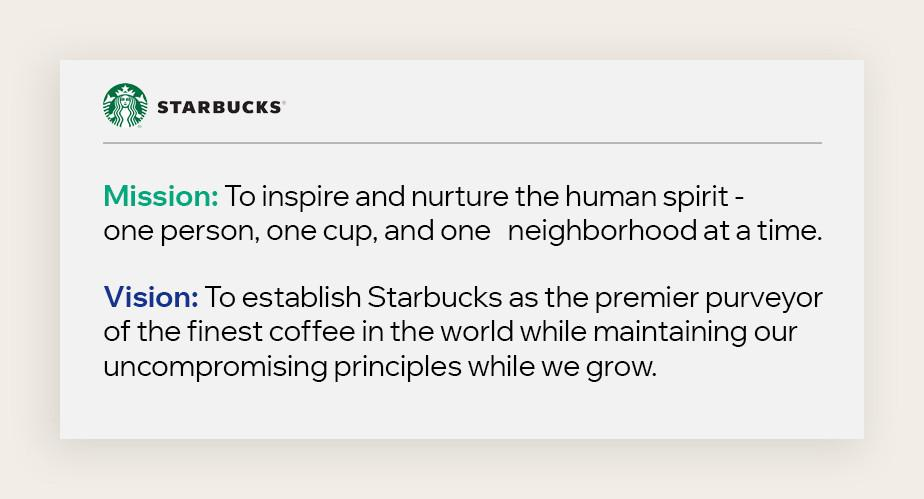 STARBUCKS®
Mission: To inspire and nurture the human spirit -
one person, one cup, and one   neighborhood at a time.
Vision: To establish Starbucks as the premier purveyor
of the finest coffee in the world while maintaining our
uncompromising principles while we grow.